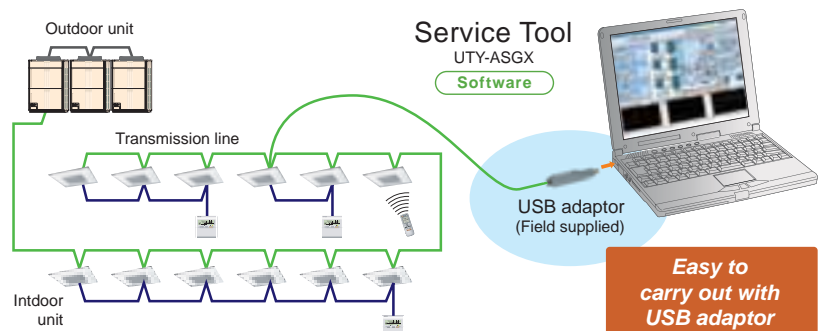 Outdoor unit
Service Tool
UTY-ASGX
Software
Transmission line
USB adaptor
(Field supplied)
Intdoor
unit
Easy to
carry out with
USB adaptor